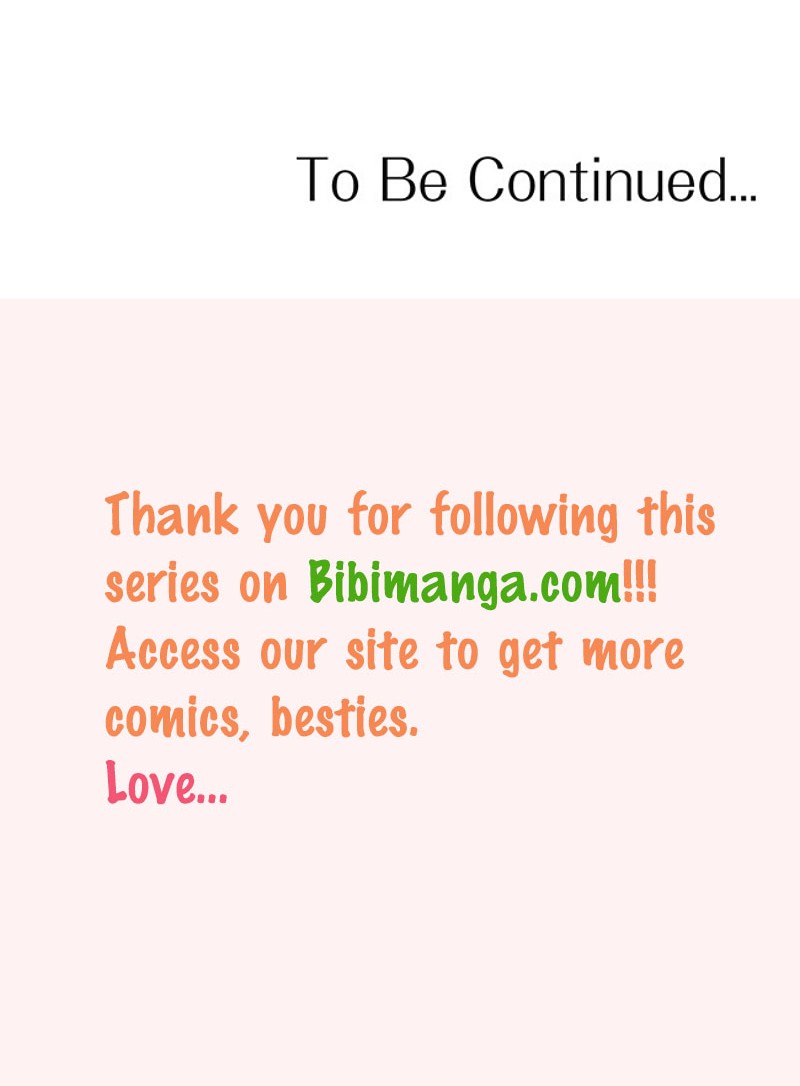 To Be Continued...
Thank you for following this
series on Bibimanga.com!!!
Access our site to get more
comics, besties.
Love...